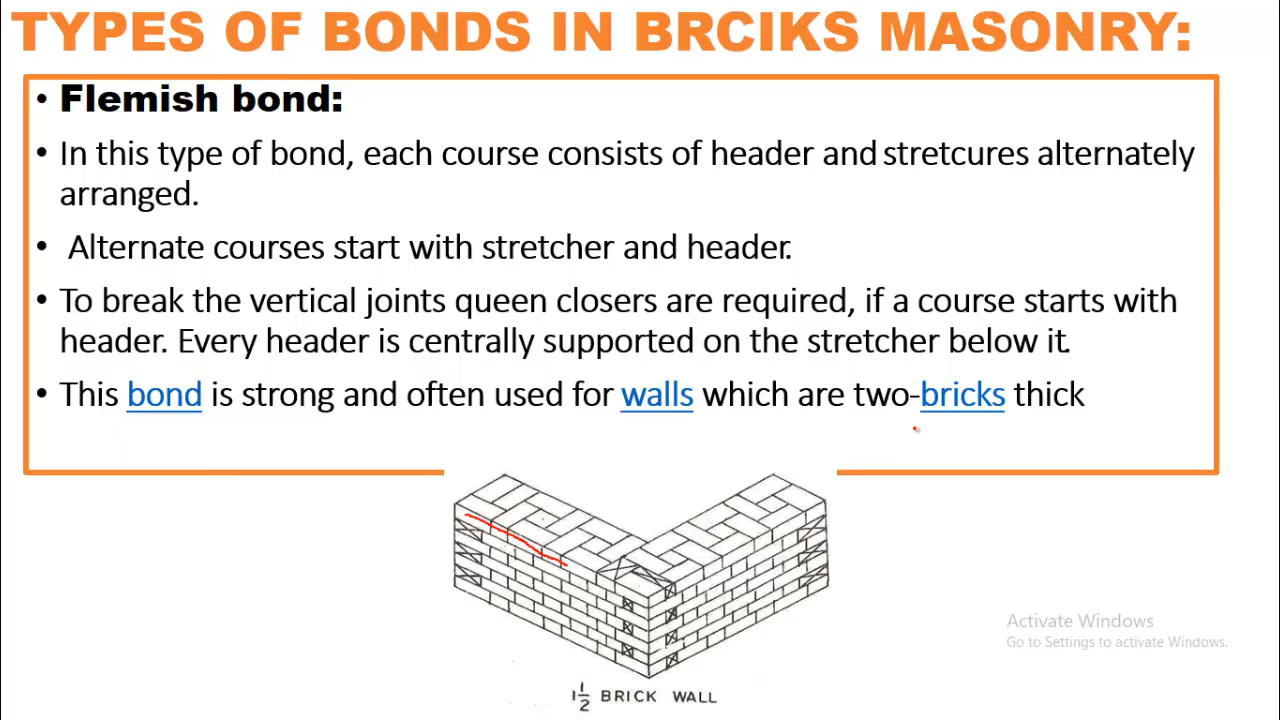 TYPES OF BONDS IN BRCIKS MASONRY:
• Flemish bond:
• In this type of bond, each course consists of header and stretcures alternately
arranged.
• Alternate courses start with stretcher and header.
• To break the vertical joints queen closers are required, if a course starts with
header. Every header is centrally supported on the stretcher below it.
• This bond is strong and often used for walls which are two-bricks thick
Activate Windows
Go to Settings to activate Windows.
1 1/2 BRICK WALL